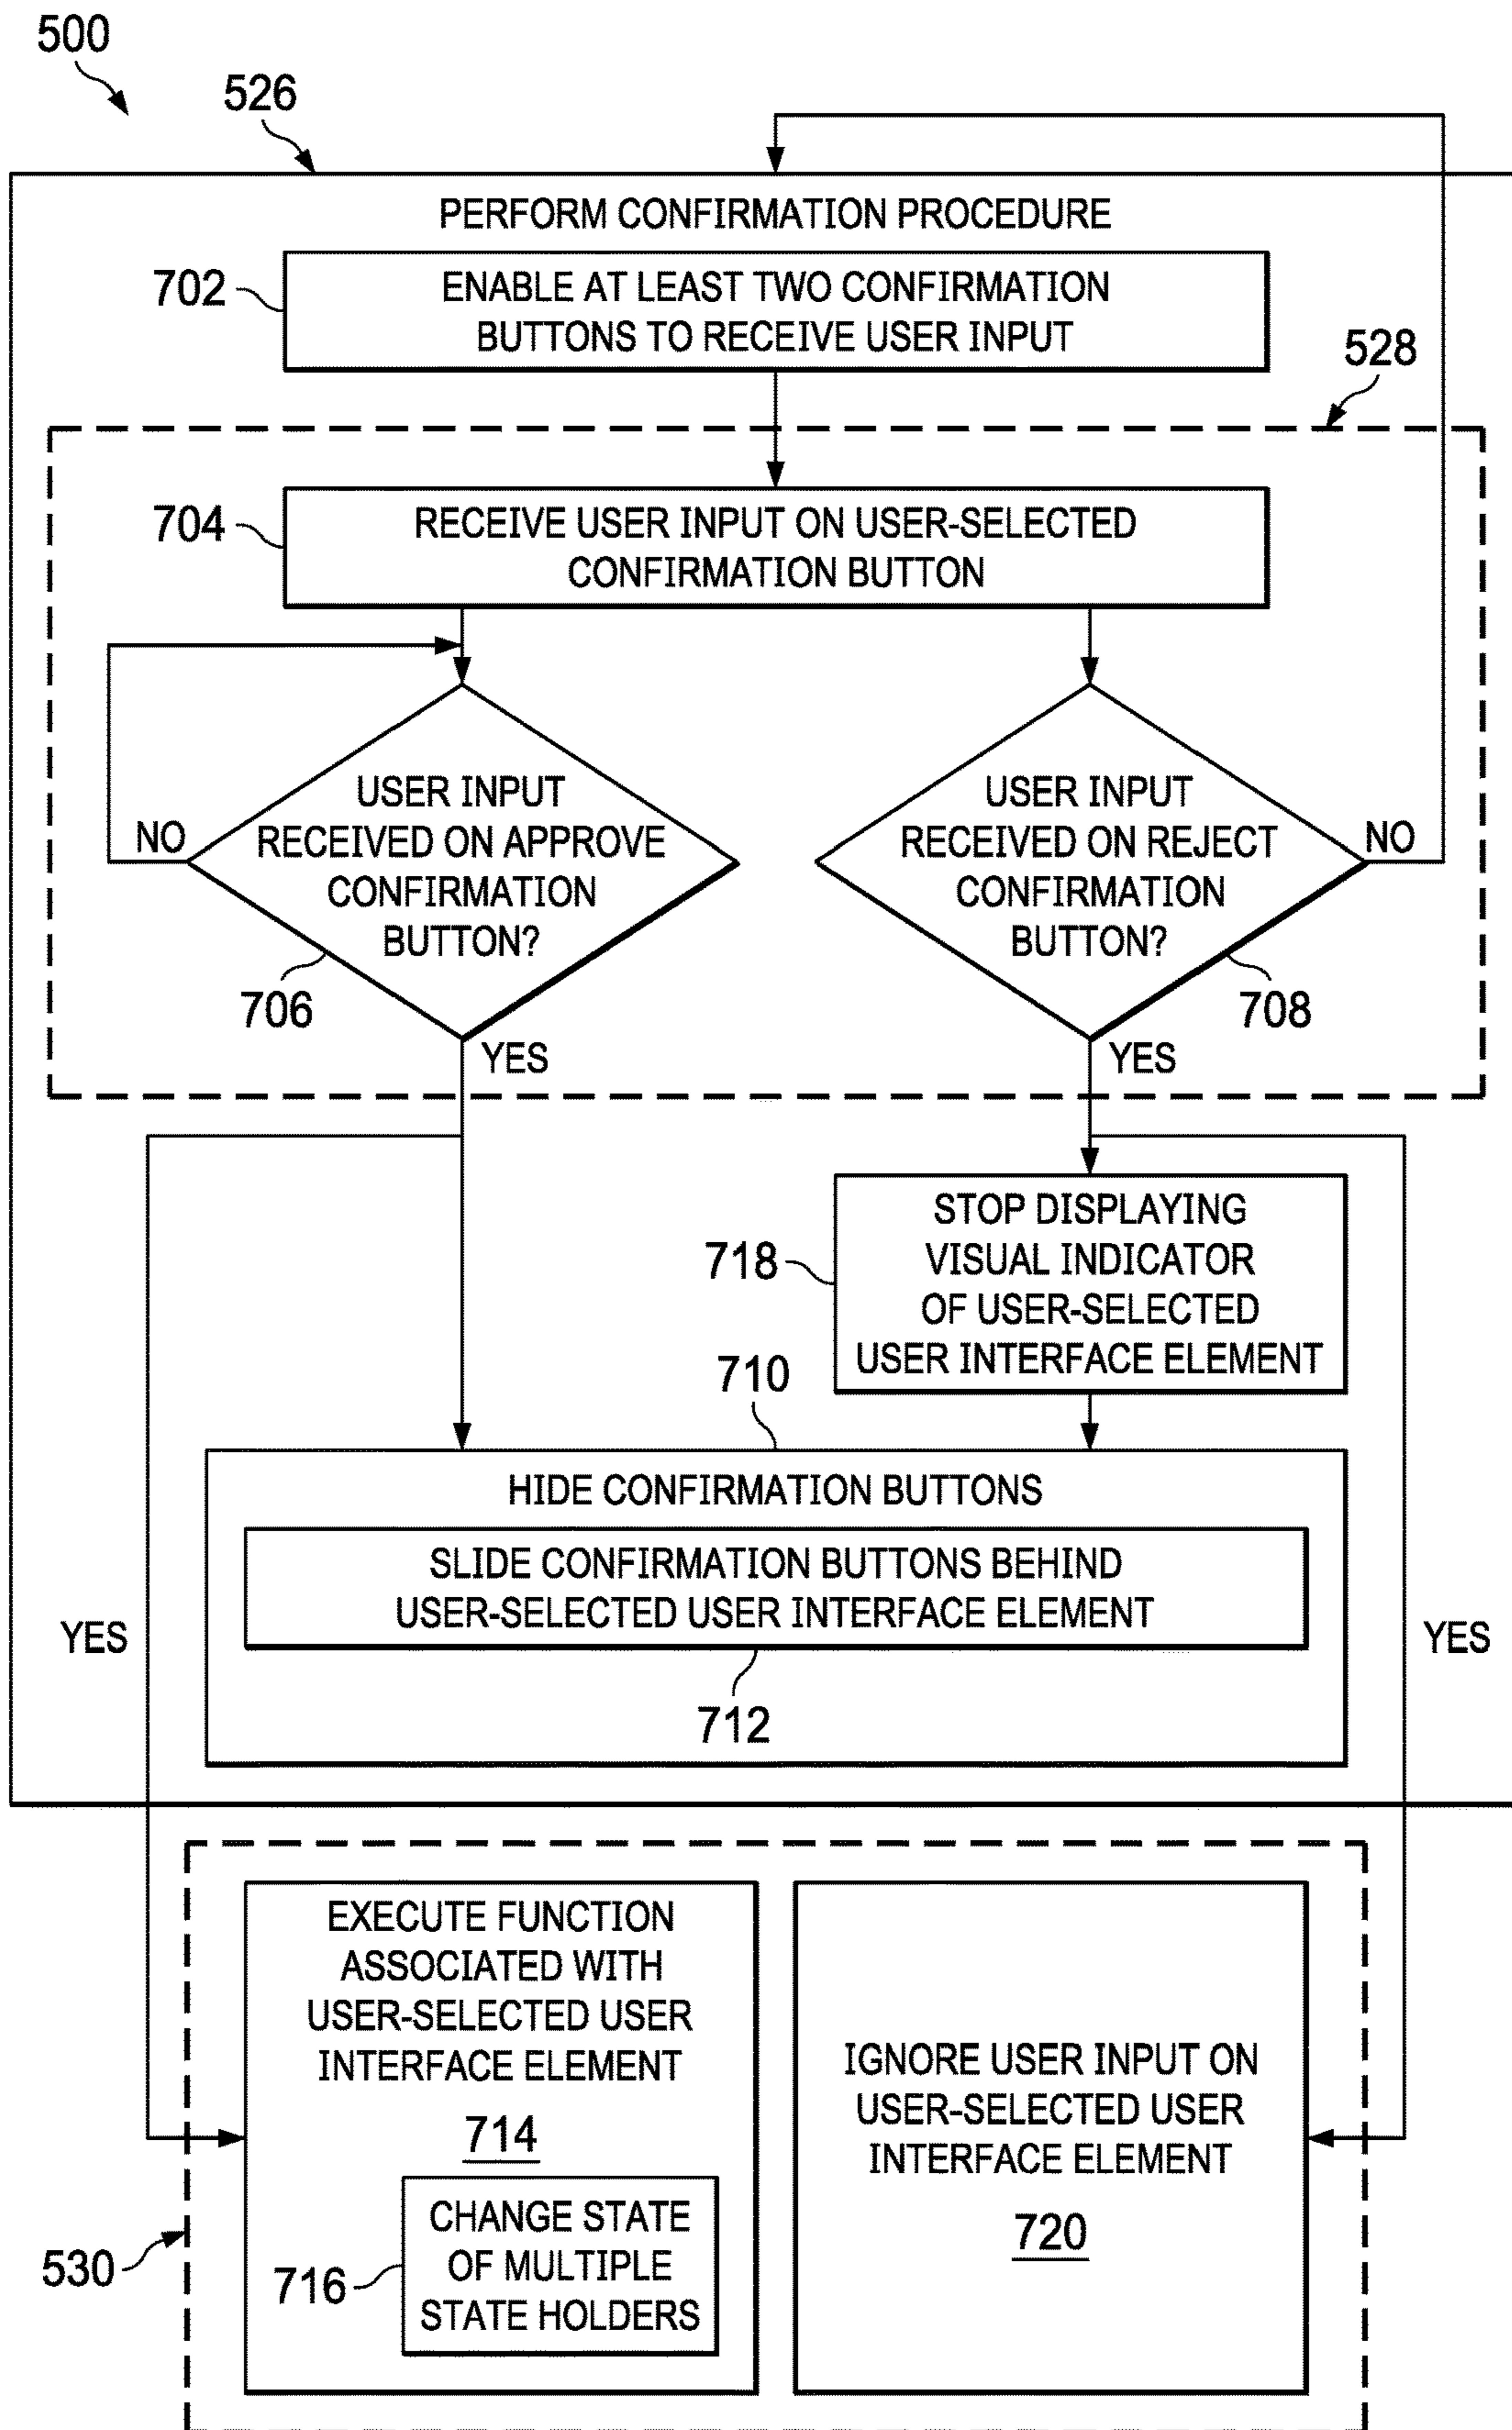 500
526
PERFORM CONFIRMATION PROCEDURE
702
ENABLE AT LEAST TWO CONFIRMATION
BUTTONS TO RECEIVE USER INPUT
528
704
RECEIVE USER INPUT ON USER-SELECTED
CONFIRMATION BUTTON
USER INPUT
RECEIVED ON APPROVE
CONFIRMATION
BUTTON?
NO
706
YES
USER INPUT
RECEIVED ON REJECT
CONFIRMATION
BUTTON?
NO
708
YES
718
STOP DISPLAYING
VISUAL INDICATOR
OF USER-SELECTED
USER INTERFACE ELEMENT
710
HIDE CONFIRMATION BUTTONS
SLIDE CONFIRMATION BUTTONS BEHIND
USER-SELECTED USER INTERFACE ELEMENT
712
YES
YES
EXECUTE FUNCTION
ASSOCIATED WITH
USER-SELECTED USER
INTERFACE ELEMENT
714
716
CHANGE STATE
OF MULTIPLE
STATE HOLDERS
530
IGNORE USER INPUT ON
USER-SELECTED USER
INTERFACE ELEMENT
720